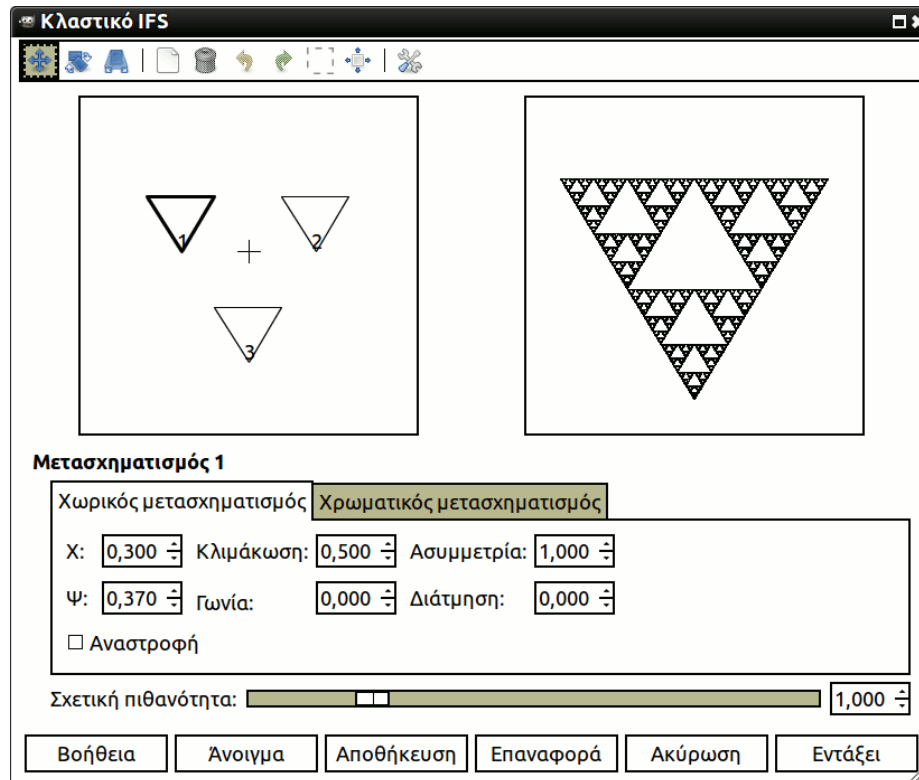 Κλαστικό IFS
1
2
3
Μετασχηματισμός 1
Χωρικός μετασχηματισμός Χρωματικός μετασχηματισμός
Χ: 0,300 Κλιμάκωση: 0,500 Ασυμμετρία: 1,000
Ψ: 0,370 Γωνία: 0,000 Διάτμηση: 0,000
Αναστροφή
Σχετική πιθανότητα: 1,000
Βοήθεια Άνοιγμα Αποθήκευση Επαναφορά Ακύρωση Εντάξει